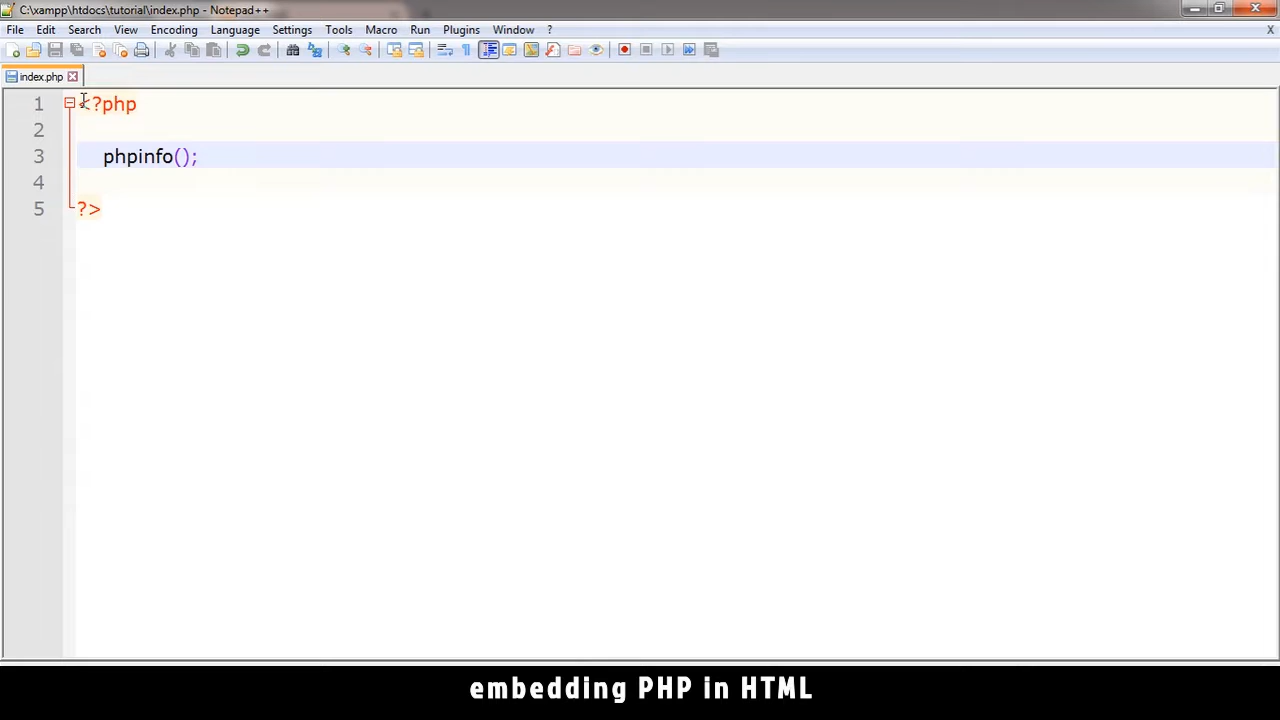 C:\xampp\htdocs\tutorial\index.php - Notepad++
File Edit Search View Encoding Language Settings Tools Macro Run Plugins Window ? X
index.php
1 <?php
2
3 phpinfo();
4
5 ?>
embedding PHP in HTML